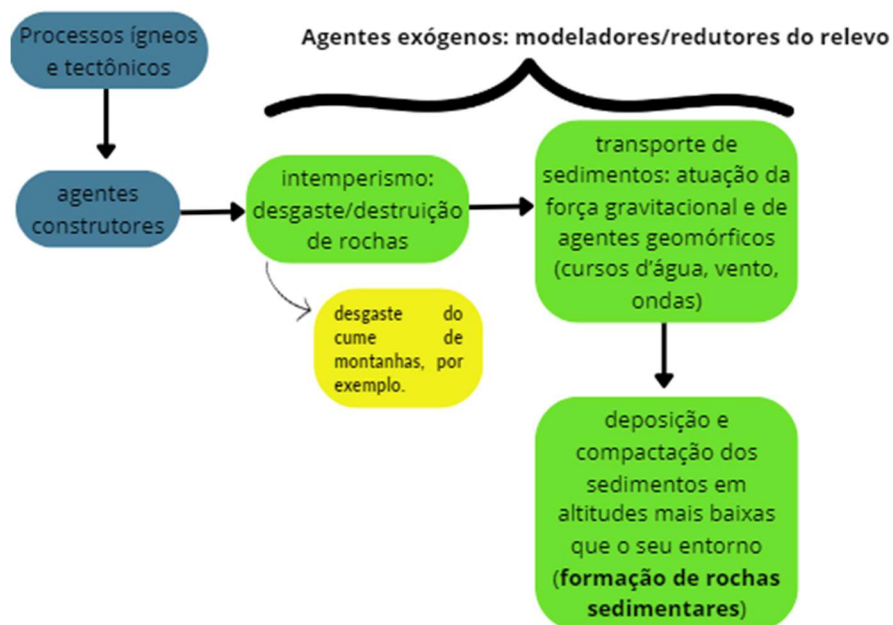 Processos ígneos
e tectônicos
Agentes exógenos: modeladores/redutores do relevo
agentes
construtores
intemperismo:
desgaste/destruição
de rochas
desgaste do
cume de
montanhas, por
exemplo.
transporte de
sedimentos: atuação da
força gravitacional e de
agentes geomórficos
(cursos d'água, vento,
ondas)
deposição e
compactação dos
sedimentos em
altitudes mais baixas
que o seu entorno
(formação de rochas
sedimentares)